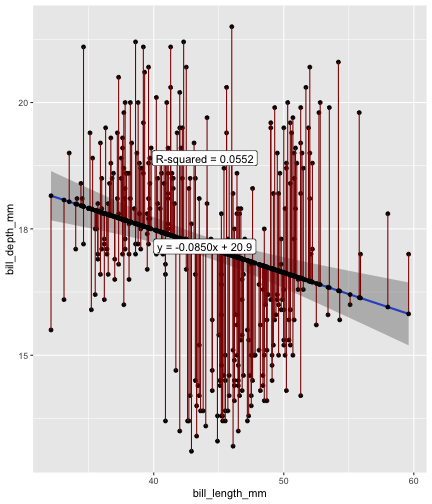 20
R-squared = 0.0552
18
y = -0.0850x + 20.9
15
bill_depth_mm
40
50
60
bill_length_mm